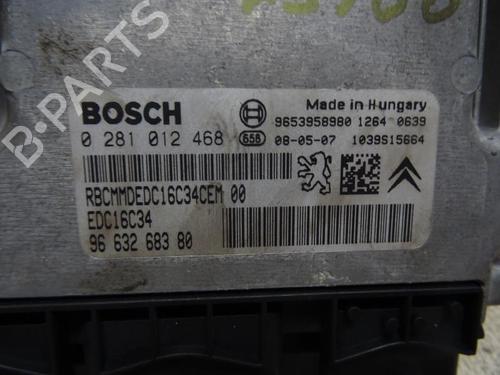 BOSCH
Made in Hungary
9653958980 1264 0639
0 281 012 468
656
08-05-07 1039S15664
RBCMMDEDC16C34CEM 00
EDC16C34
96 632 683 80